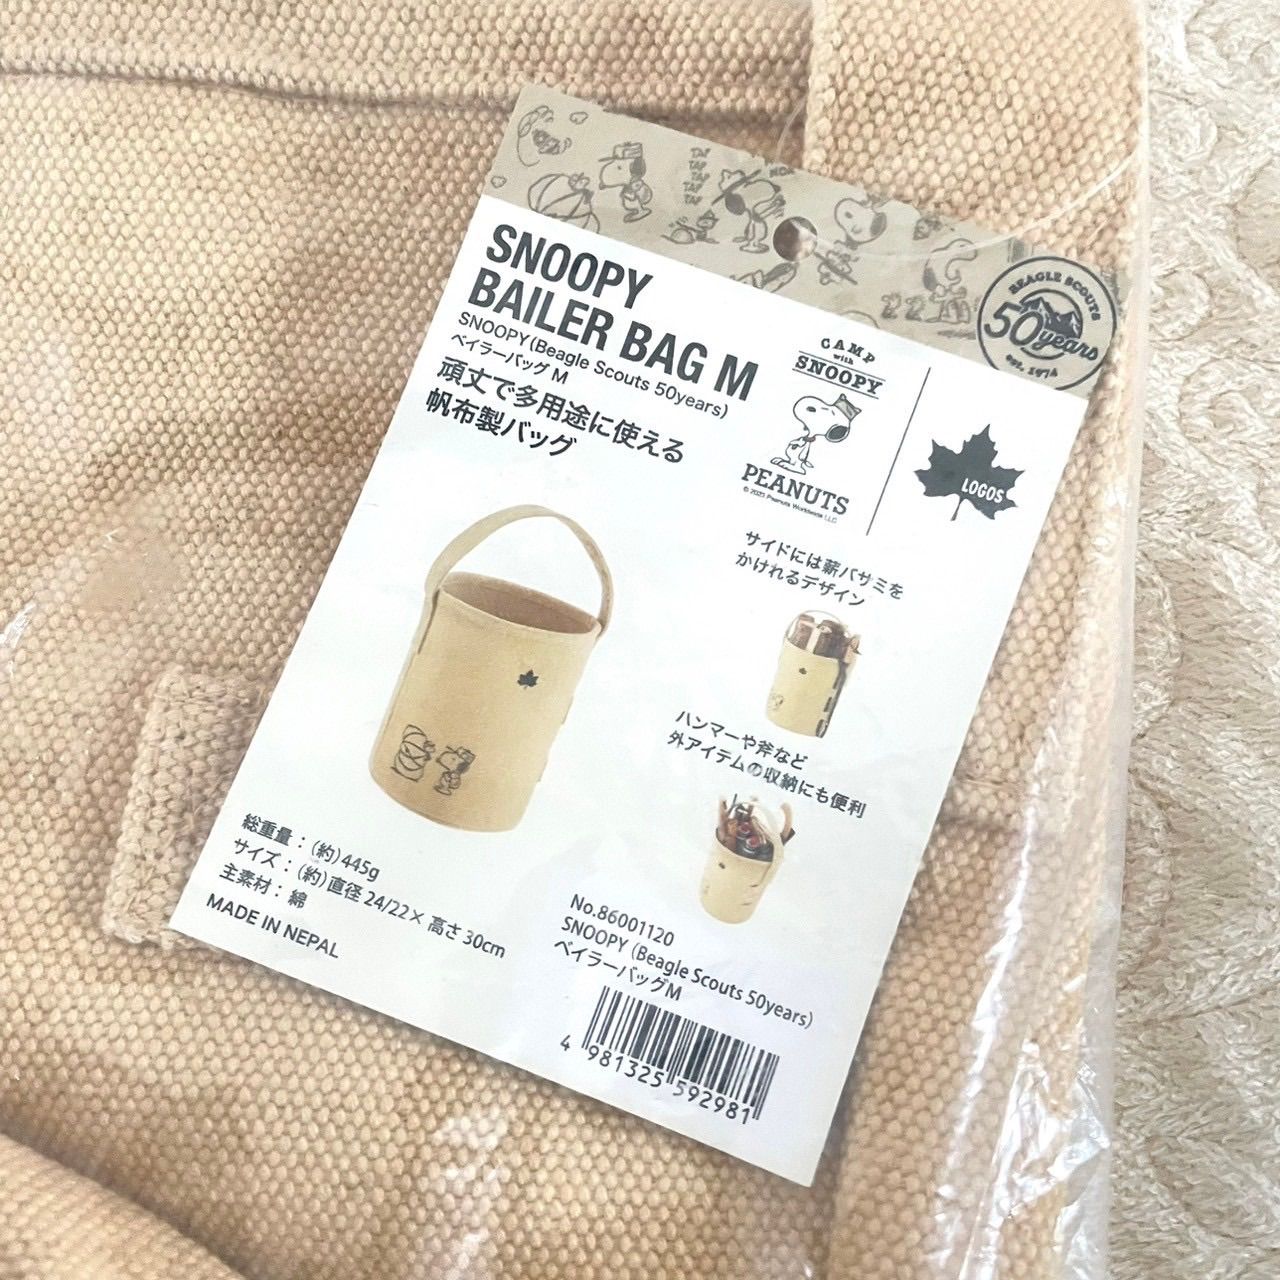 TAP
TAP
TAP
TAP
BEAGLE SCOUTS
50years
est. 1974
SNOOPY
BAILER BAG M
SNOOPY(Beagle Scouts 50years)
ベイラーバッグ M
頑丈で多用途に使える
帆布製バッグ
CAMP
with
SNOOPY
PEANUTS
© 2023 Peanuts Worldwide LLC
LOGOS
サイドには薪バサミを
かけれるデザイン
ハンマーや斧など
外アイテムの収納にも便利
総重量：(約)445g
サイズ：(約)直径 24/22× 高さ 30cm
主素材：綿
MADE IN NEPAL
No.86001120
SNOOPY (Beagle Scouts 50years)
ベイラーバッグM
4 981325 592981